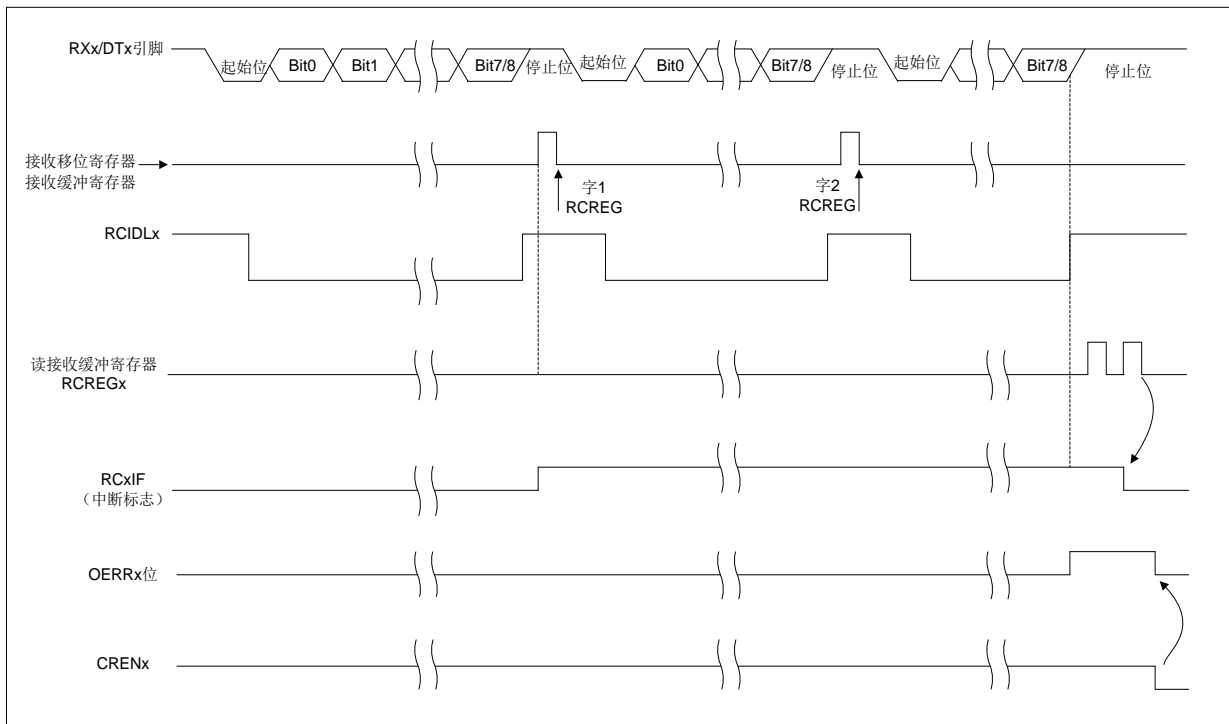 RXx/DTx引脚
起始位 Bit0 Bit1 Bit7/8 停止位 起始位 Bit0 Bit7/8 停止位 起始位 Bit7/8 停止位
接收移位寄存器
接收缓冲寄存器
字1
RCREG
字2
RCREG
RCIDLx
读接收缓冲寄存器
RCREGx
RCxIF
（中断标志）
OERRx位
CRENx